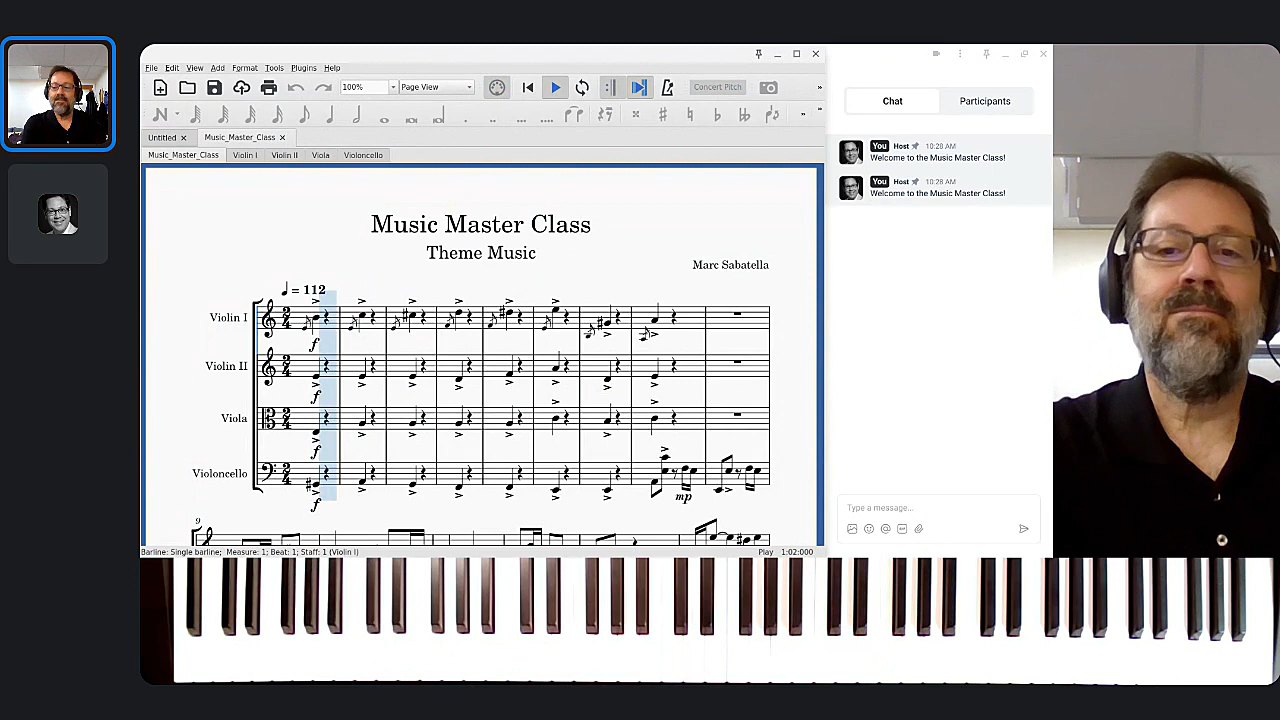 File Edit View Add Format Tools Plugins Help
100% Page View Concert Pitch
Untitled Music_Master_Class
Music_Master_Class Violin I Violin II Viola Violoncello
Music Master Class
Theme Music
Marc Sabatella
= 112
Violin I
f
Violin II
f
Viola
f
Violoncello
mp
f
9
Barline: Single barline; Measure: 1; Beat: 1; Staff: 1 (Violin I) Play 1:02:000
Chat Participants
You Host 10:28 AM
Welcome to the Music Master Class!
You Host 10:28 AM
Welcome to the Music Master Class!
Type a message...